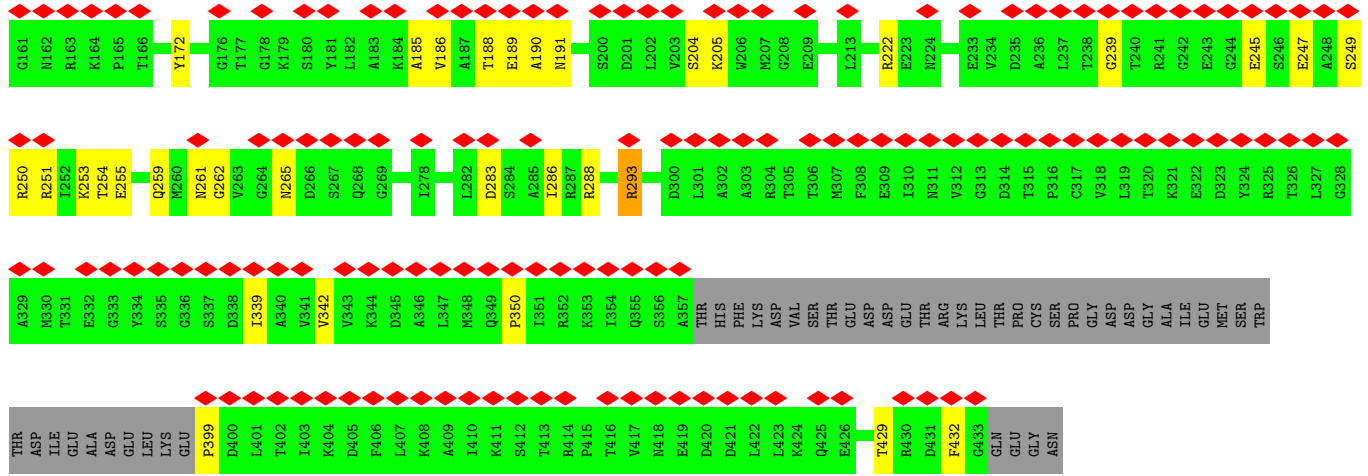 G161 N162 R163 K164 P165 T166 Y172 G176 T177 G178 K179 S180 Y181 L182 A183 K184 A185 V186 A187 T188 E189 A190 N191 S200 D201 L202 V203 S204 K205 W206 M207 G208 E209 L213 R222 E223 N224 E233 V234 D235 A236 L237 T238 G239 T240 R241 G242 E243 G244 E245 S246 E247 A248 S249
R250 R251 I252 K253 T254 E255 Q259 M260 N261 G262 V263 G264 N265 D266 S267 Q268 G269 I278 L282 D283 S284 A285 I286 R287 R288 R293 D300 L301 A302 A303 R304 T305 T306 M307 F308 E309 I310 N311 V312 G313 D314 T315 P316 C317 V318 L319 T320 K321 E322 D323 Y324 R325 T326 L327 G328
A329 M330 T331 E332 G333 Y334 S335 G336 S337 D338 I339 A340 V341 V342 V343 K344 D345 A346 L347 M348 Q349 P350 I351 R352 K353 I354 Q355 S356 A357 THR HIS PHE LYS ASP VAL SER THR GLU ASP ASP GLU THR ARG LYS LEU THR PRO CYS SER PRO GLY ASP ASP GLY ALA ILE GLU MET SER TRP
THR ASP ILE GLU ALA ASP GLU LEU LYS GLU P399 D400 L401 T402 I403 K404 D405 F406 L407 K408 A409 I410 K411 S412 T413 R414 P415 T416 V417 N418 E419 D420 D421 L422 L423 K424 Q425 E426 T429 R430 D431 F432 G433 GLN GLU GLY ASN